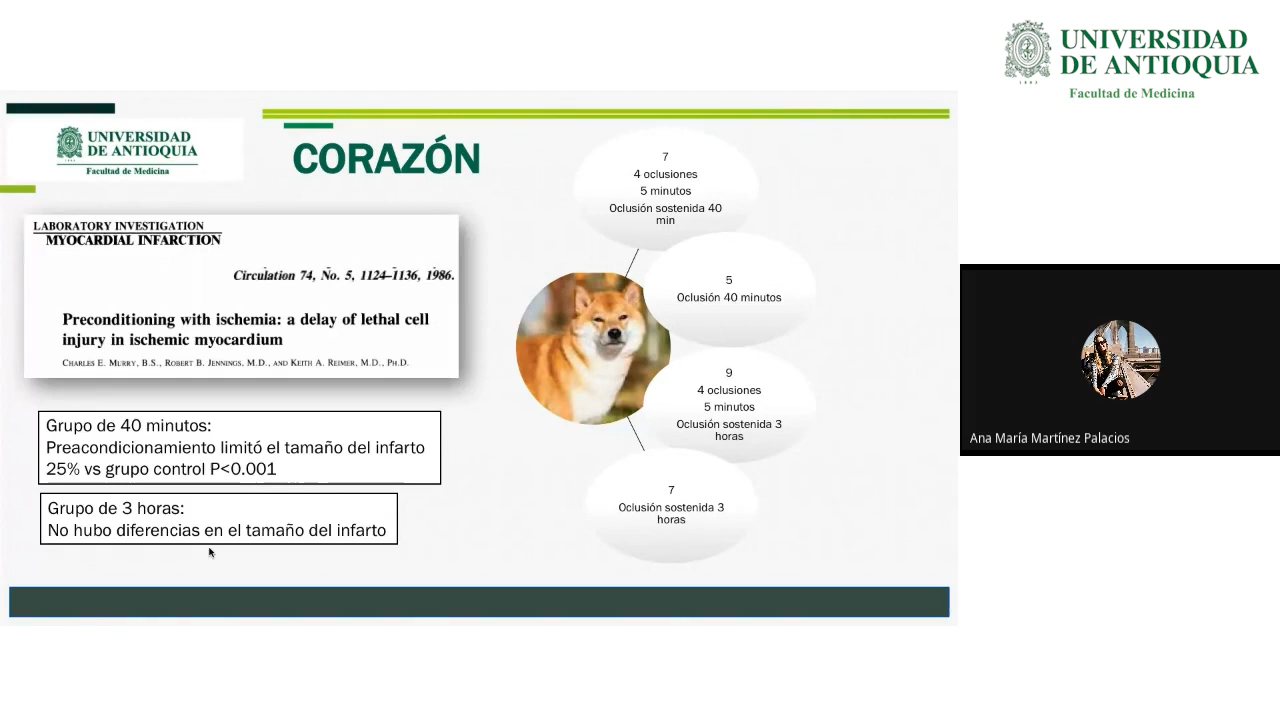 UNIVERSIDAD
DE ANTIOQUIA
Facultad de Medicina
UNIVERSIDAD
DE ANTIOQUIA
Facultad de Medicina
CORAZÓN
LABORATORY INVESTIGATION
MYOCARDIAL INFARCTION
Circulation 74, No. 5, 1124–1136, 1986.
Preconditioning with ischemia: a delay of lethal cell
injury in ischemic myocardium
CHARLES E. MURRY, B.S., ROBERT B. JENNINGS, M.D., AND KEITH A. REIMER, M.D., PH.D.
Grupo de 40 minutos:
Preacondicionamiento limitó el tamaño del infarto
25% vs grupo control P<0.001
Grupo de 3 horas:
No hubo diferencias en el tamaño del infarto
7
4 oclusiones
5 minutos
Oclusión sostenida 40
min
5
Oclusión 40 minutos
9
4 oclusiones
5 minutos
Oclusión sostenida 3
horas
7
Oclusión sostenida 3
horas
Ana María Martínez Palacios